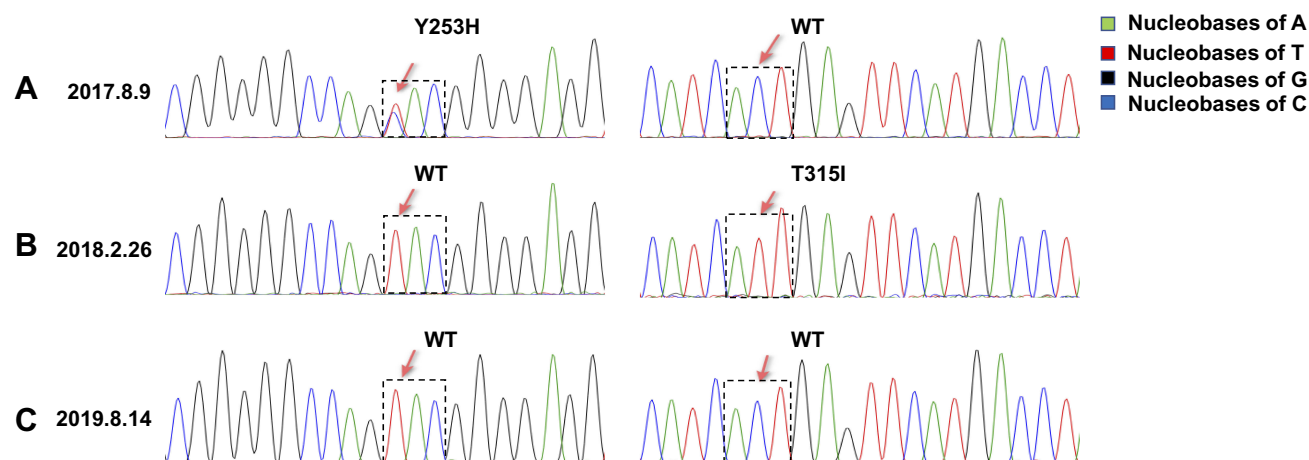 Y253H
WT
Nucleobases of A
Nucleobases of T
Nucleobases of G
Nucleobases of C
A 2017.8.9
WT
T315I
B 2018.2.26
WT
WT
C 2019.8.14